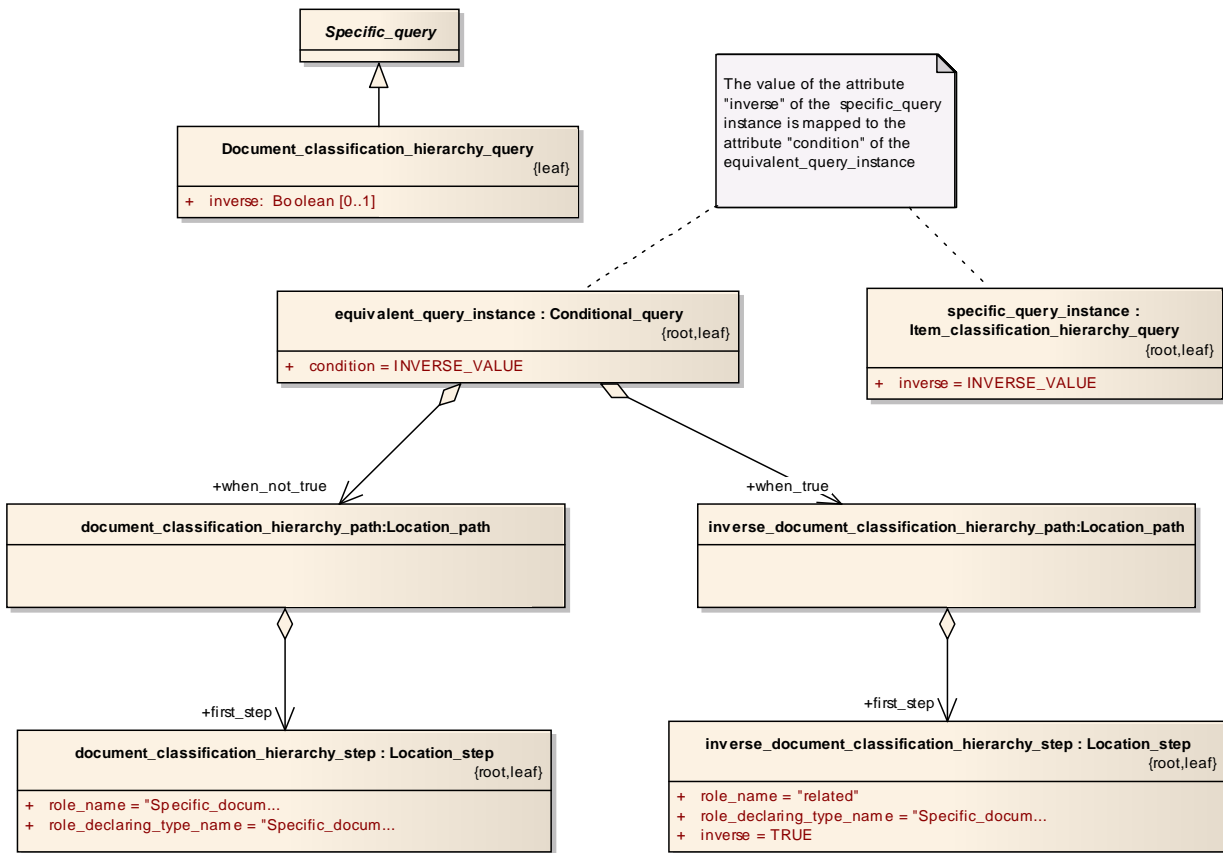 Specific_query
Document_classification_hierarchy_query
{leaf}
+ inverse: Boolean [0..1]
The value of the attribute
"inverse" of the specific_query
instance is mapped to the
attribute "condition" of the
equivalent_query_instance
equivalent_query_instance : Conditional_query
{root,leaf}
+ condition = INVERSE_VALUE
specific_query_instance :
Item_classification_hierarchy_query
{root,leaf}
+ inverse = INVERSE_VALUE
+when_not_true
+when_true
document_classification_hierarchy_path:Location_path
inverse_document_classification_hierarchy_path:Location_path
+first_step
+first_step
document_classification_hierarchy_step : Location_step
{root,leaf}
+ role_name = "Specific_docum...
+ role_declaring_type_name = "Specific_docum...
inverse_document_classification_hierarchy_step : Location_step
{root,leaf}
+ role_name = "related"
+ role_declaring_type_name = "Specific_docum...
+ inverse = TRUE